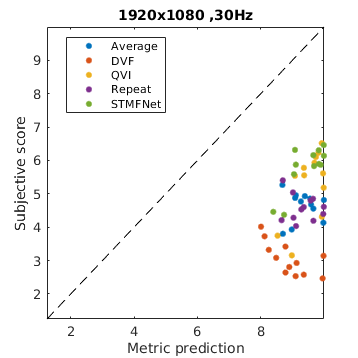 1920x1080 ,30Hz
Average
DVF
QVI
Repeat
STMFNet
Subjective score
10
9
8
7
6
5
4
3
2
2
4
6
8
Metric prediction